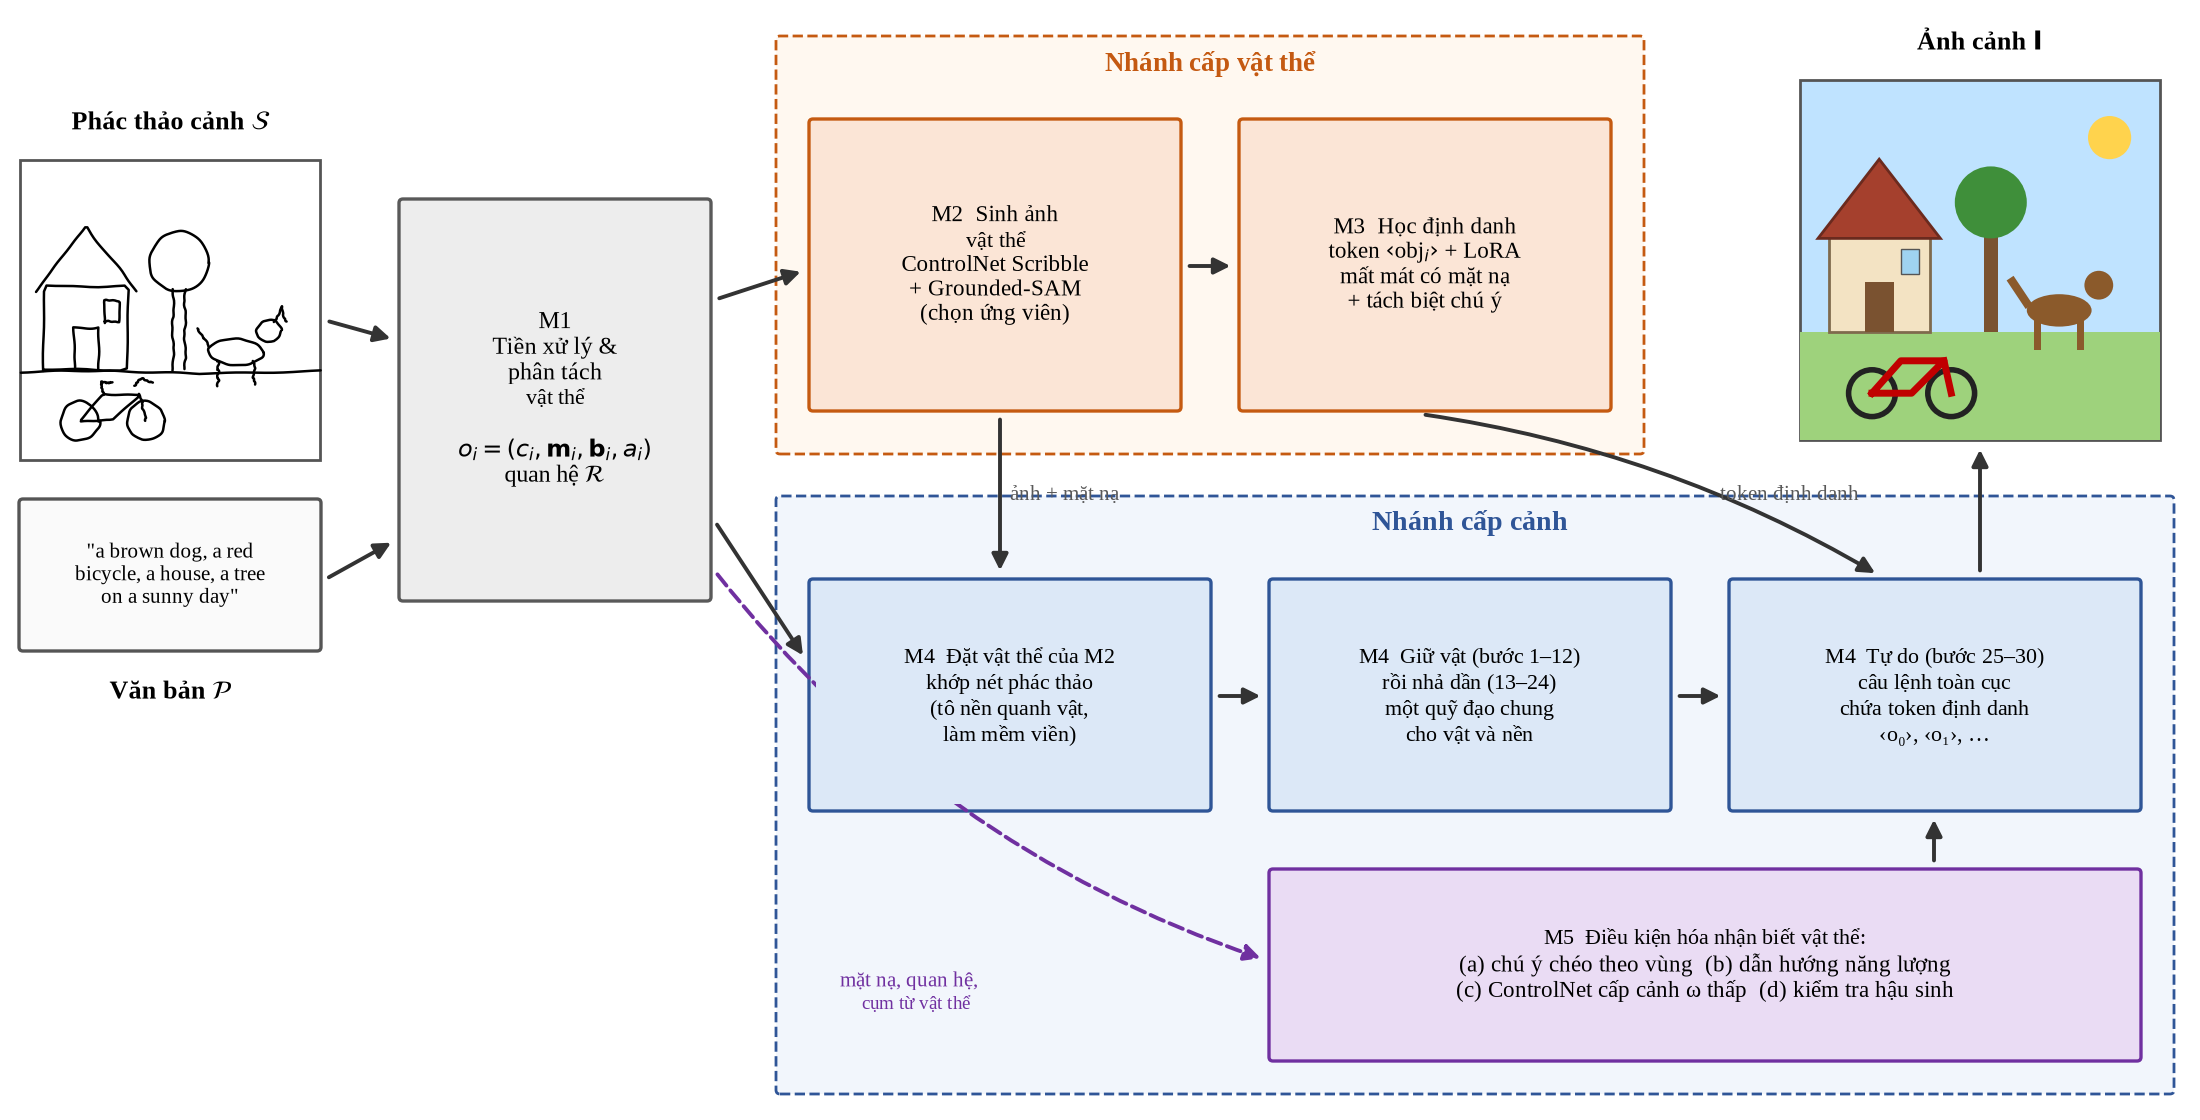 Phác thảo cảnh 𝒮
"a brown dog, a red
bicycle, a house, a tree
on a sunny day"
Văn bản 𝒫
M1
Tiền xử lý &
phân tách
vật thể
oᵢ = (cᵢ, 𝐦ᵢ, 𝐛ᵢ, aᵢ)
quan hệ ℛ
Nhánh cấp vật thể
M2 Sinh ảnh
vật thể
ControlNet Scribble
+ Grounded-SAM
(chọn ứng viên)
M3 Học định danh
token ‹objᵢ› + LoRA
mất mát có mặt nạ
+ tách biệt chú ý
Ảnh cảnh 𝐈
ảnh + mặt nạ
token định danh
Nhánh cấp cảnh
M4 Đặt vật thể của M2
khớp nét phác thảo
(tô nền quanh vật,
làm mềm viền)
M4 Giữ vật (bước 1–12)
rồi nhả dần (13–24)
một quỹ đạo chung
cho vật và nền
M4 Tự do (bước 25–30)
câu lệnh toàn cục
chứa token định danh
‹o₀›, ‹o₁›, …
mặt nạ, quan hệ,
cụm từ vật thể
M5 Điều kiện hóa nhận biết vật thể:
(a) chú ý chéo theo vùng (b) dẫn hướng năng lượng
(c) ControlNet cấp cảnh ω thấp (d) kiểm tra hậu sinh